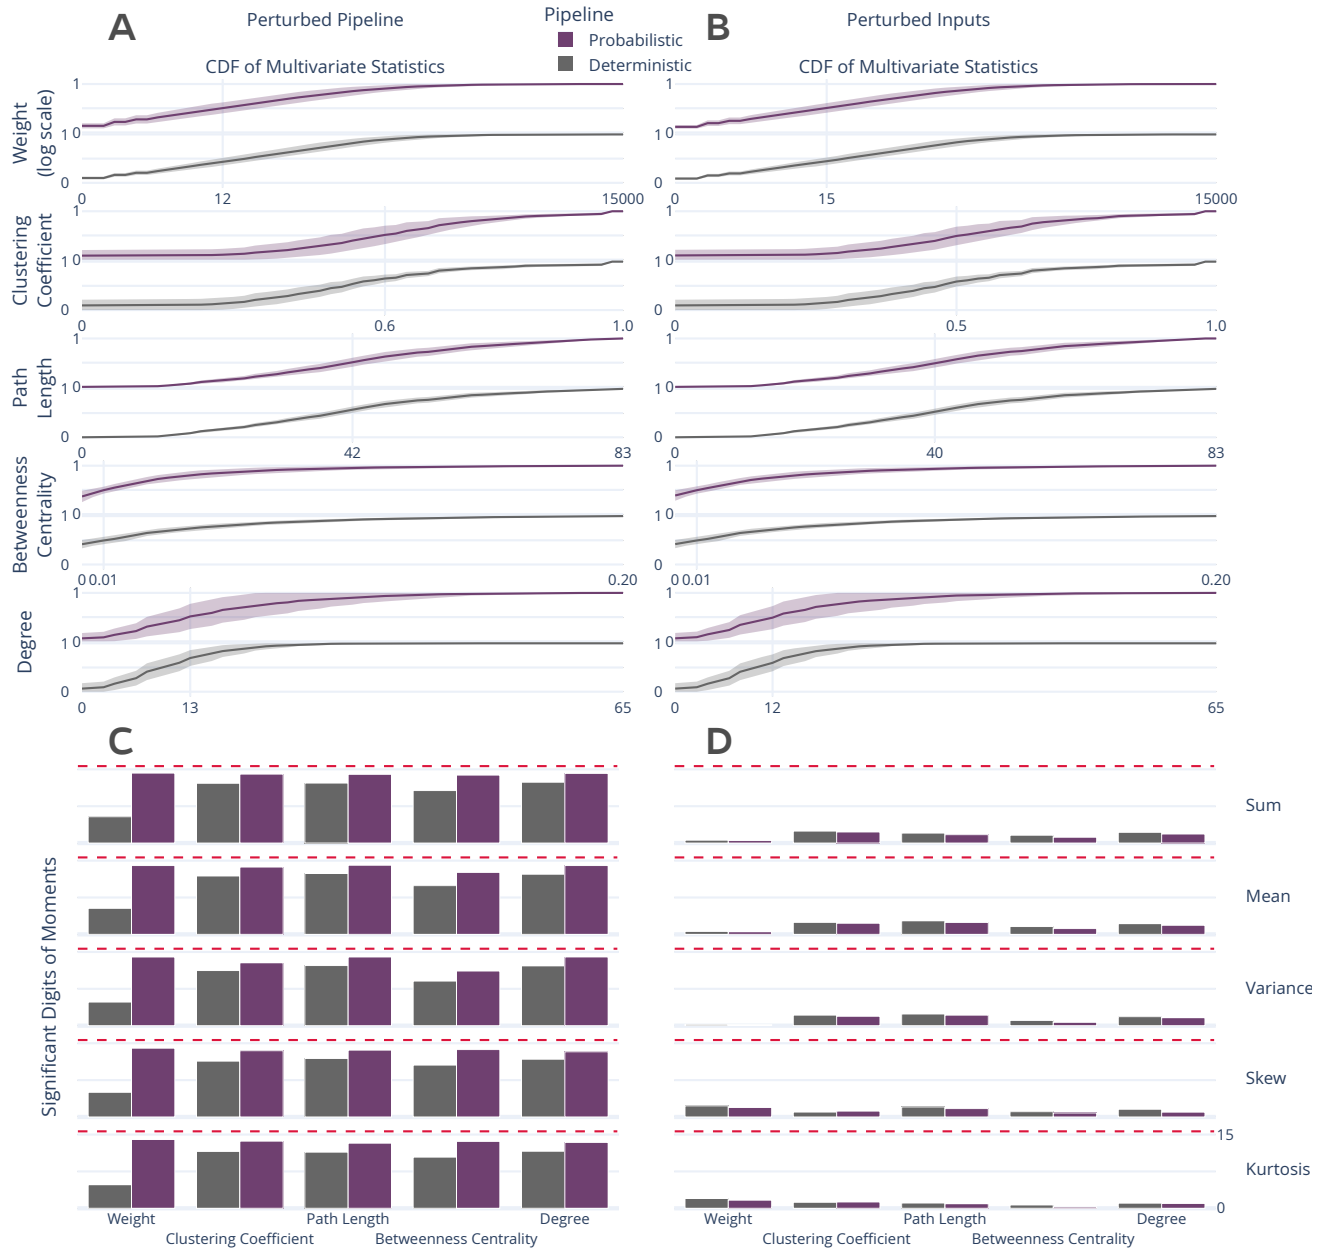 A
Perturbed Pipeline
Pipeline
Probabilistic
Deterministic
B
Perturbed Inputs
CDF of Multivariate Statistics
CDF of Multivariate Statistics
Weight
(log scale)
1
1 0
0
0 12 15000
1
1 0
0
0 15 15000
Clustering
Coefficient
1
1 0
0
0 0.6 1.0
1
1 0
0
0 0.5 1.0
Path
Length
1
1 0
0
0 42 83
1
1 0
0
0 40 83
Betweenness
Centrality
1
1 0
0
0 0.01 0.20
1
1 0
0
0 0.01 0.20
Degree
1
1 0
0
0 13 65
1
1 0
0
0 12 65
C
D
Significant Digits of Moments
Sum
Mean
Variance
Skew
15
Kurtosis
0
Weight
Clustering Coefficient
Path Length
Betweenness Centrality
Degree
Weight
Clustering Coefficient
Path Length
Betweenness Centrality
Degree